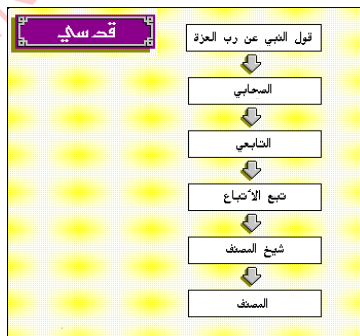 قدسي
قول النبي عن رب العزة
الصحابي
التابعي
تبع الأتباع
شيخ المصنف
المصنف